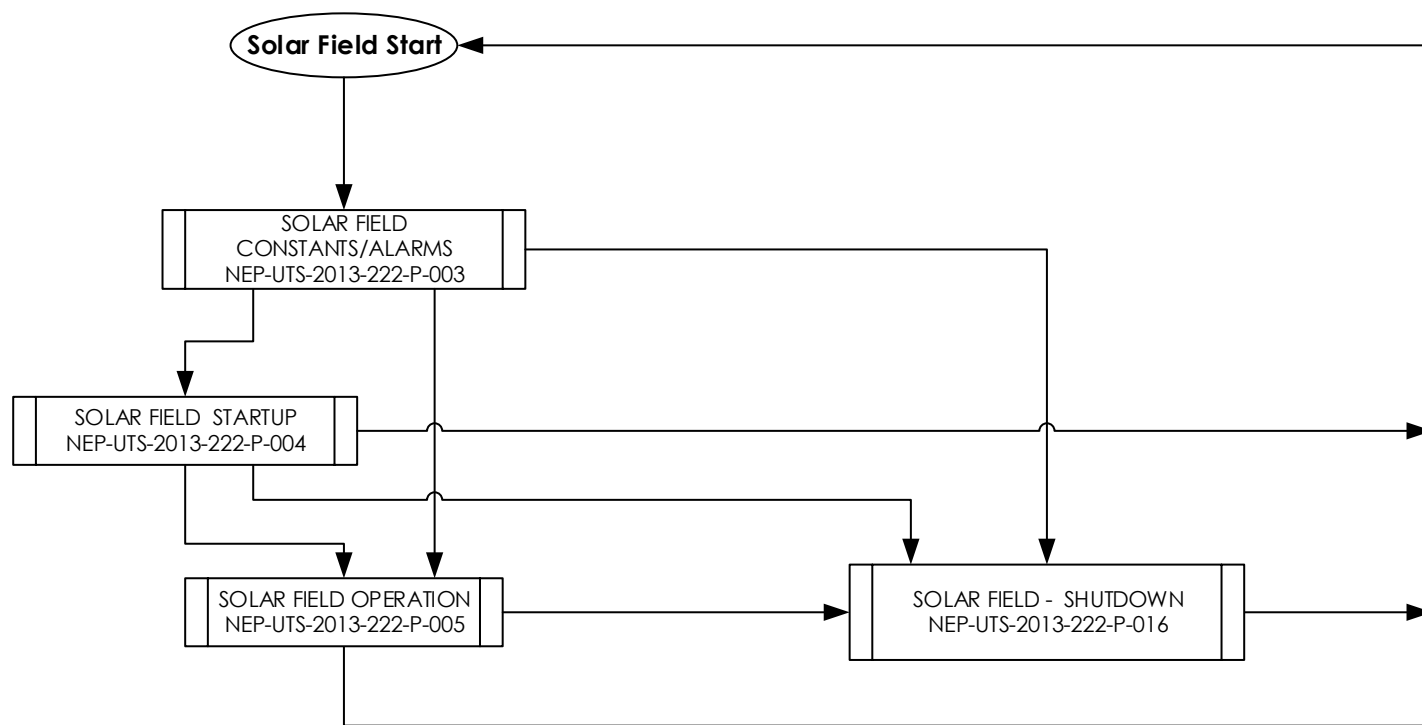 Solar Field Start
SOLAR FIELD
CONSTANTS/ALARMS
NEP-UTS-2013-222-P-003
SOLAR FIELD  STARTUP
NEP-UTS-2013-222-P-004
SOLAR FIELD OPERATION
NEP-UTS-2013-222-P-005
SOLAR FIELD -  SHUTDOWN
NEP-UTS-2013-222-P-016